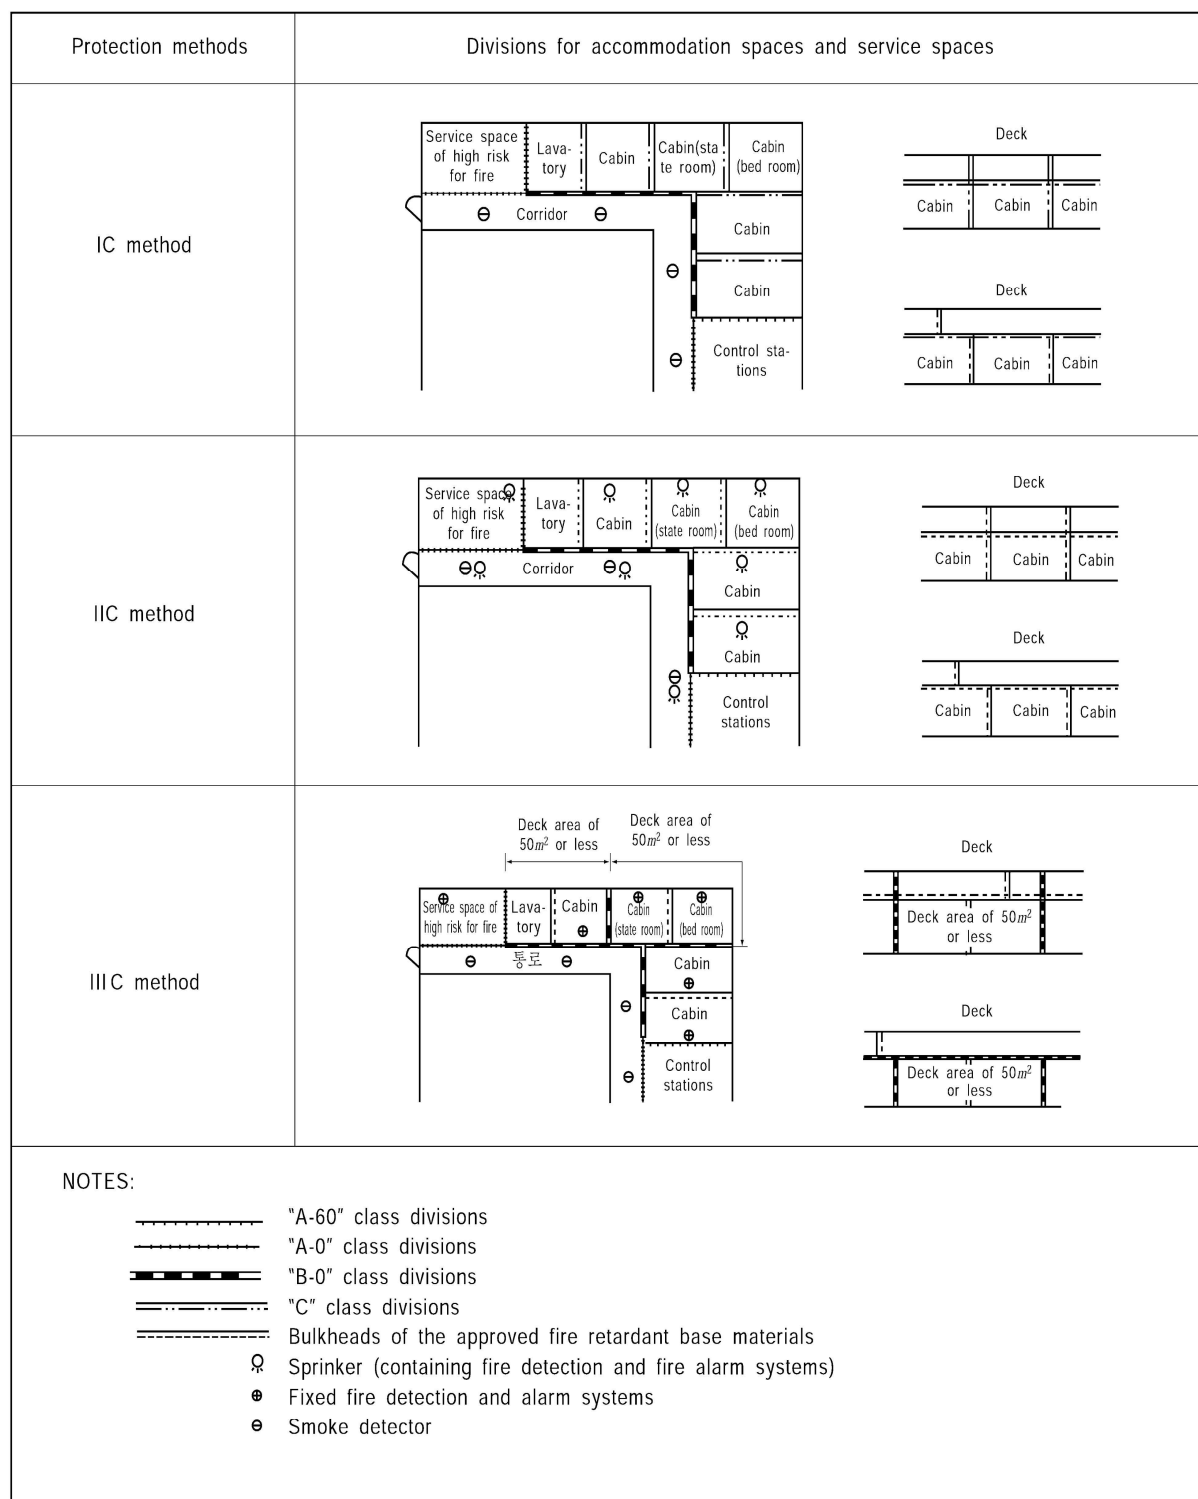 Protection methods
Divisions for accommodation spaces and service spaces
IC method
Service space
of high risk
for fire
Lava-
tory
Cabin
Cabin(sta
te room)
Cabin
(bed room)
Corridor
Cabin
Cabin
Control sta-
tions
Deck
Cabin
Cabin
Cabin
Deck
Cabin
Cabin
Cabin
IIC method
Service space
of high risk
for fire
Lava-
tory
Cabin
Cabin
(state room)
Cabin
(bed room)
Corridor
Cabin
Cabin
Control
stations
Deck
Cabin
Cabin
Cabin
Deck
Cabin
Cabin
Cabin
IIIC method
Deck area of
50m² or less
Deck area of
50m² or less
Service space of
high risk for fire
Lava-
tory
Cabin
Cabin
(state room)
Cabin
(bed room)
통로
Cabin
Cabin
Control
stations
Deck
Deck area of 50m²
or less
Deck
Deck area of 50m²
or less
NOTES:
"A-60" class divisions
"A-0" class divisions
"B-0" class divisions
"C" class divisions
Bulkheads of the approved fire retardant base materials
Sprinker (containing fire detection and fire alarm systems)
Fixed fire detection and alarm systems
Smoke detector